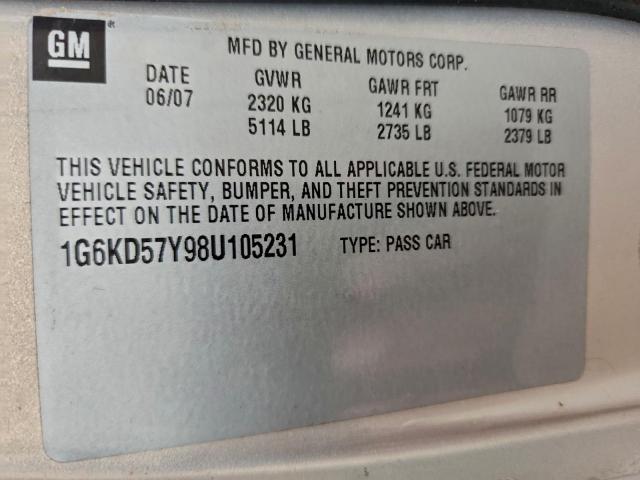 GM
MFD BY GENERAL MOTORS CORP.
DATE GVWR GAWR FRT GAWR RR
06/07 2320 KG 1241 KG 1079 KG
5114 LB 2735 LB 2379 LB
THIS VEHICLE CONFORMS TO ALL APPLICABLE U.S. FEDERAL MOTOR
VEHICLE SAFETY, BUMPER, AND THEFT PREVENTION STANDARDS IN
EFFECT ON THE DATE OF MANUFACTURE SHOWN ABOVE.
1G6KD57Y98U105231 TYPE: PASS CAR